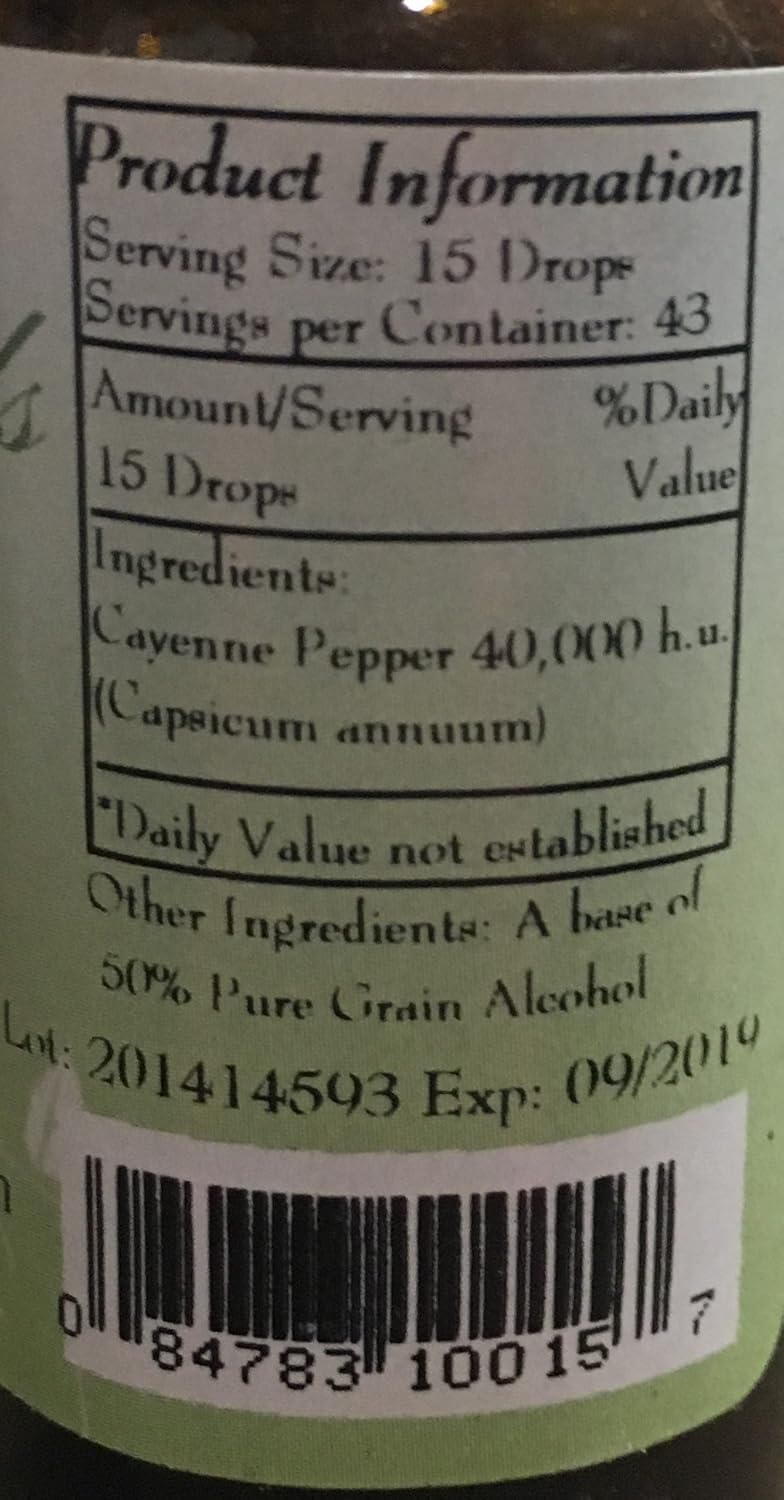 Product Information
Serving Size: 15 Drops
Servings per Container: 43
Amount/Serving %Daily
15 Drops Value
Ingredients:
Cayenne Pepper 40,000 h.u.
(Capsicum annuum)
*Daily Value not established
Other Ingredients: A base of
50% Pure Grain Alcohol
Lot: 201414593 Exp: 09/2019
0 84783 10015 7